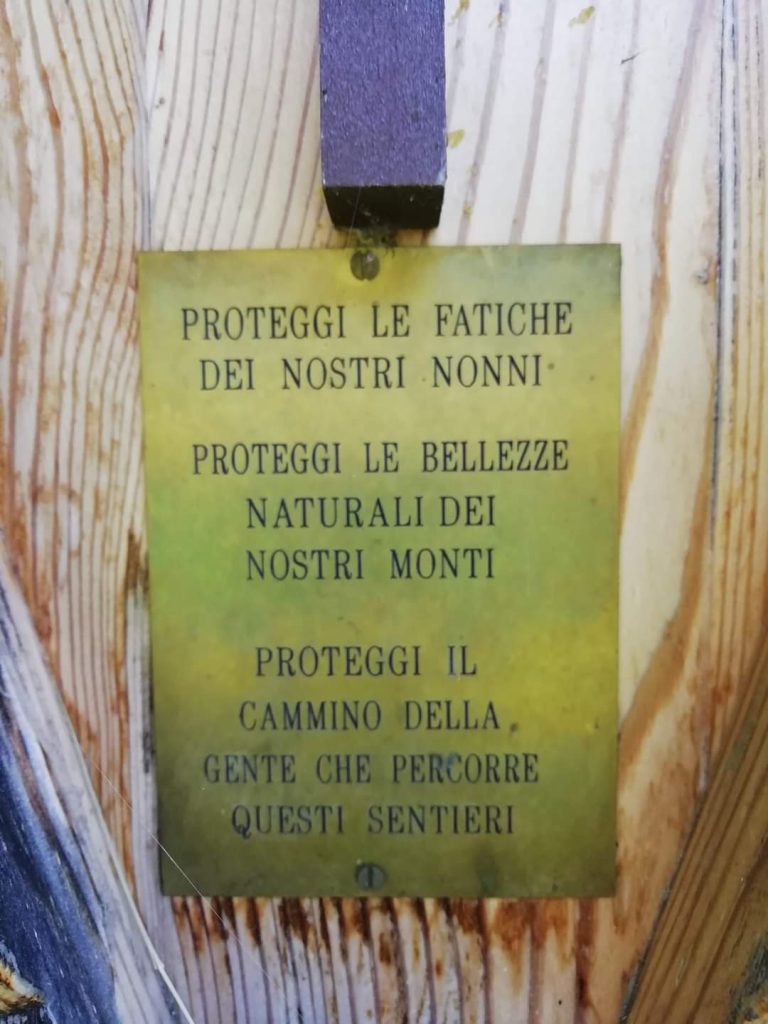 PROTEGGI LE FATICHE
DEI NOSTRI NONNI
PROTEGGI LE BELLEZZE
NATURALI DEI
NOSTRI MONTI
PROTEGGI IL
CAMMINO DELLA
GENTE CHE PERCORRE
QUESTI SENTIERI